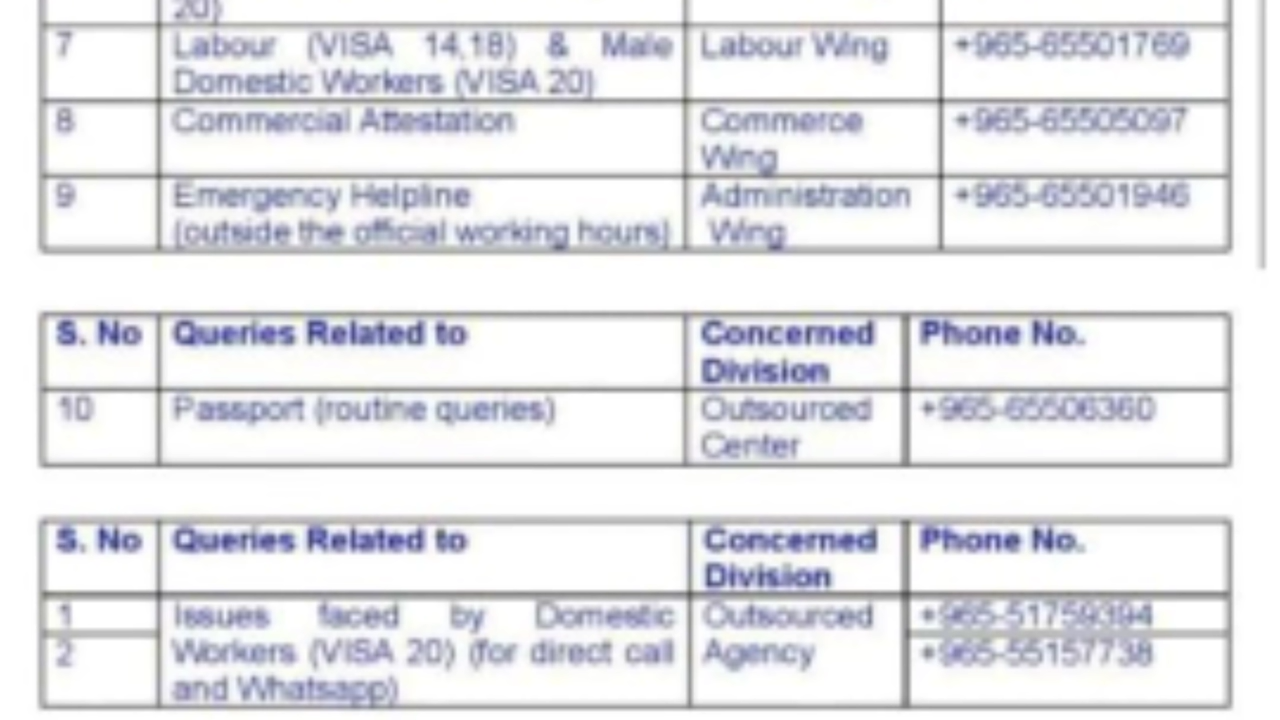 20)
7 Labour (VISA 14,18) & Male Labour Wing +965-65501769
Domestic Workers (VISA 20)
8 Commercial Attestation Commerce +965-65505097
Wing
9 Emergency Helpline Administration +965-65501946
(outside the official working hours) Wing
S. No Queries Related to Concerned Phone No.
Division
10 Passport (routine queries) Outsourced +965-65506360
Center
S. No Queries Related to Concerned Phone No.
Division
1 Issues faced by Domestic Outsourced +965-51759394
2 Workers (VISA 20) (for direct call Agency +965-55157738
and Whatsapp)